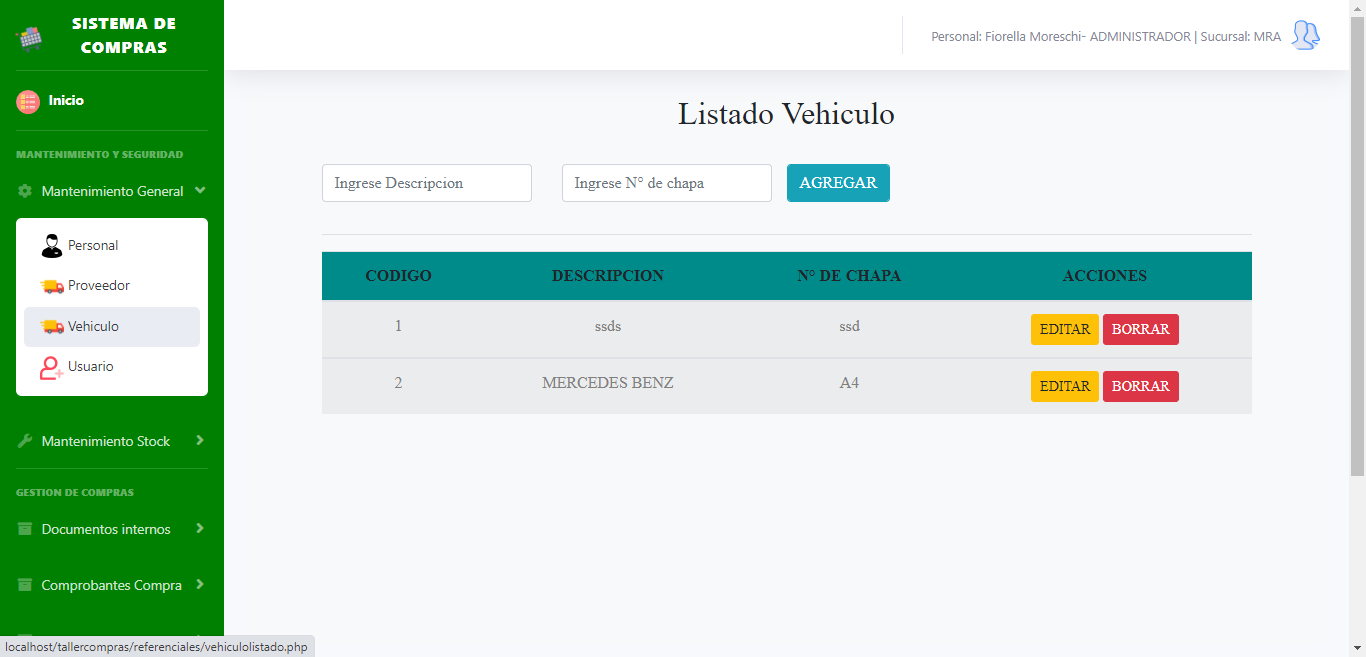 SISTEMA DE
COMPRAS
Personal: Fiorella Moreschi- ADMINISTRADOR | Sucursal: MRA
Inicio
MANTENIMIENTO Y SEGURIDAD
Mantenimiento General
Personal
Proveedor
Vehiculo
Usuario
Mantenimiento Stock
GESTION DE COMPRAS
Documentos internos
Comprobantes Compra
Listado Vehiculo
Ingrese Descripcion Ingrese N° de chapa AGREGAR
CODIGO DESCRIPCION N° DE CHAPA ACCIONES
1 ssds ssd EDITAR BORRAR
2 MERCEDES BENZ A4 EDITAR BORRAR
localhost/tallercompras/referenciales/vehiculolistado.php